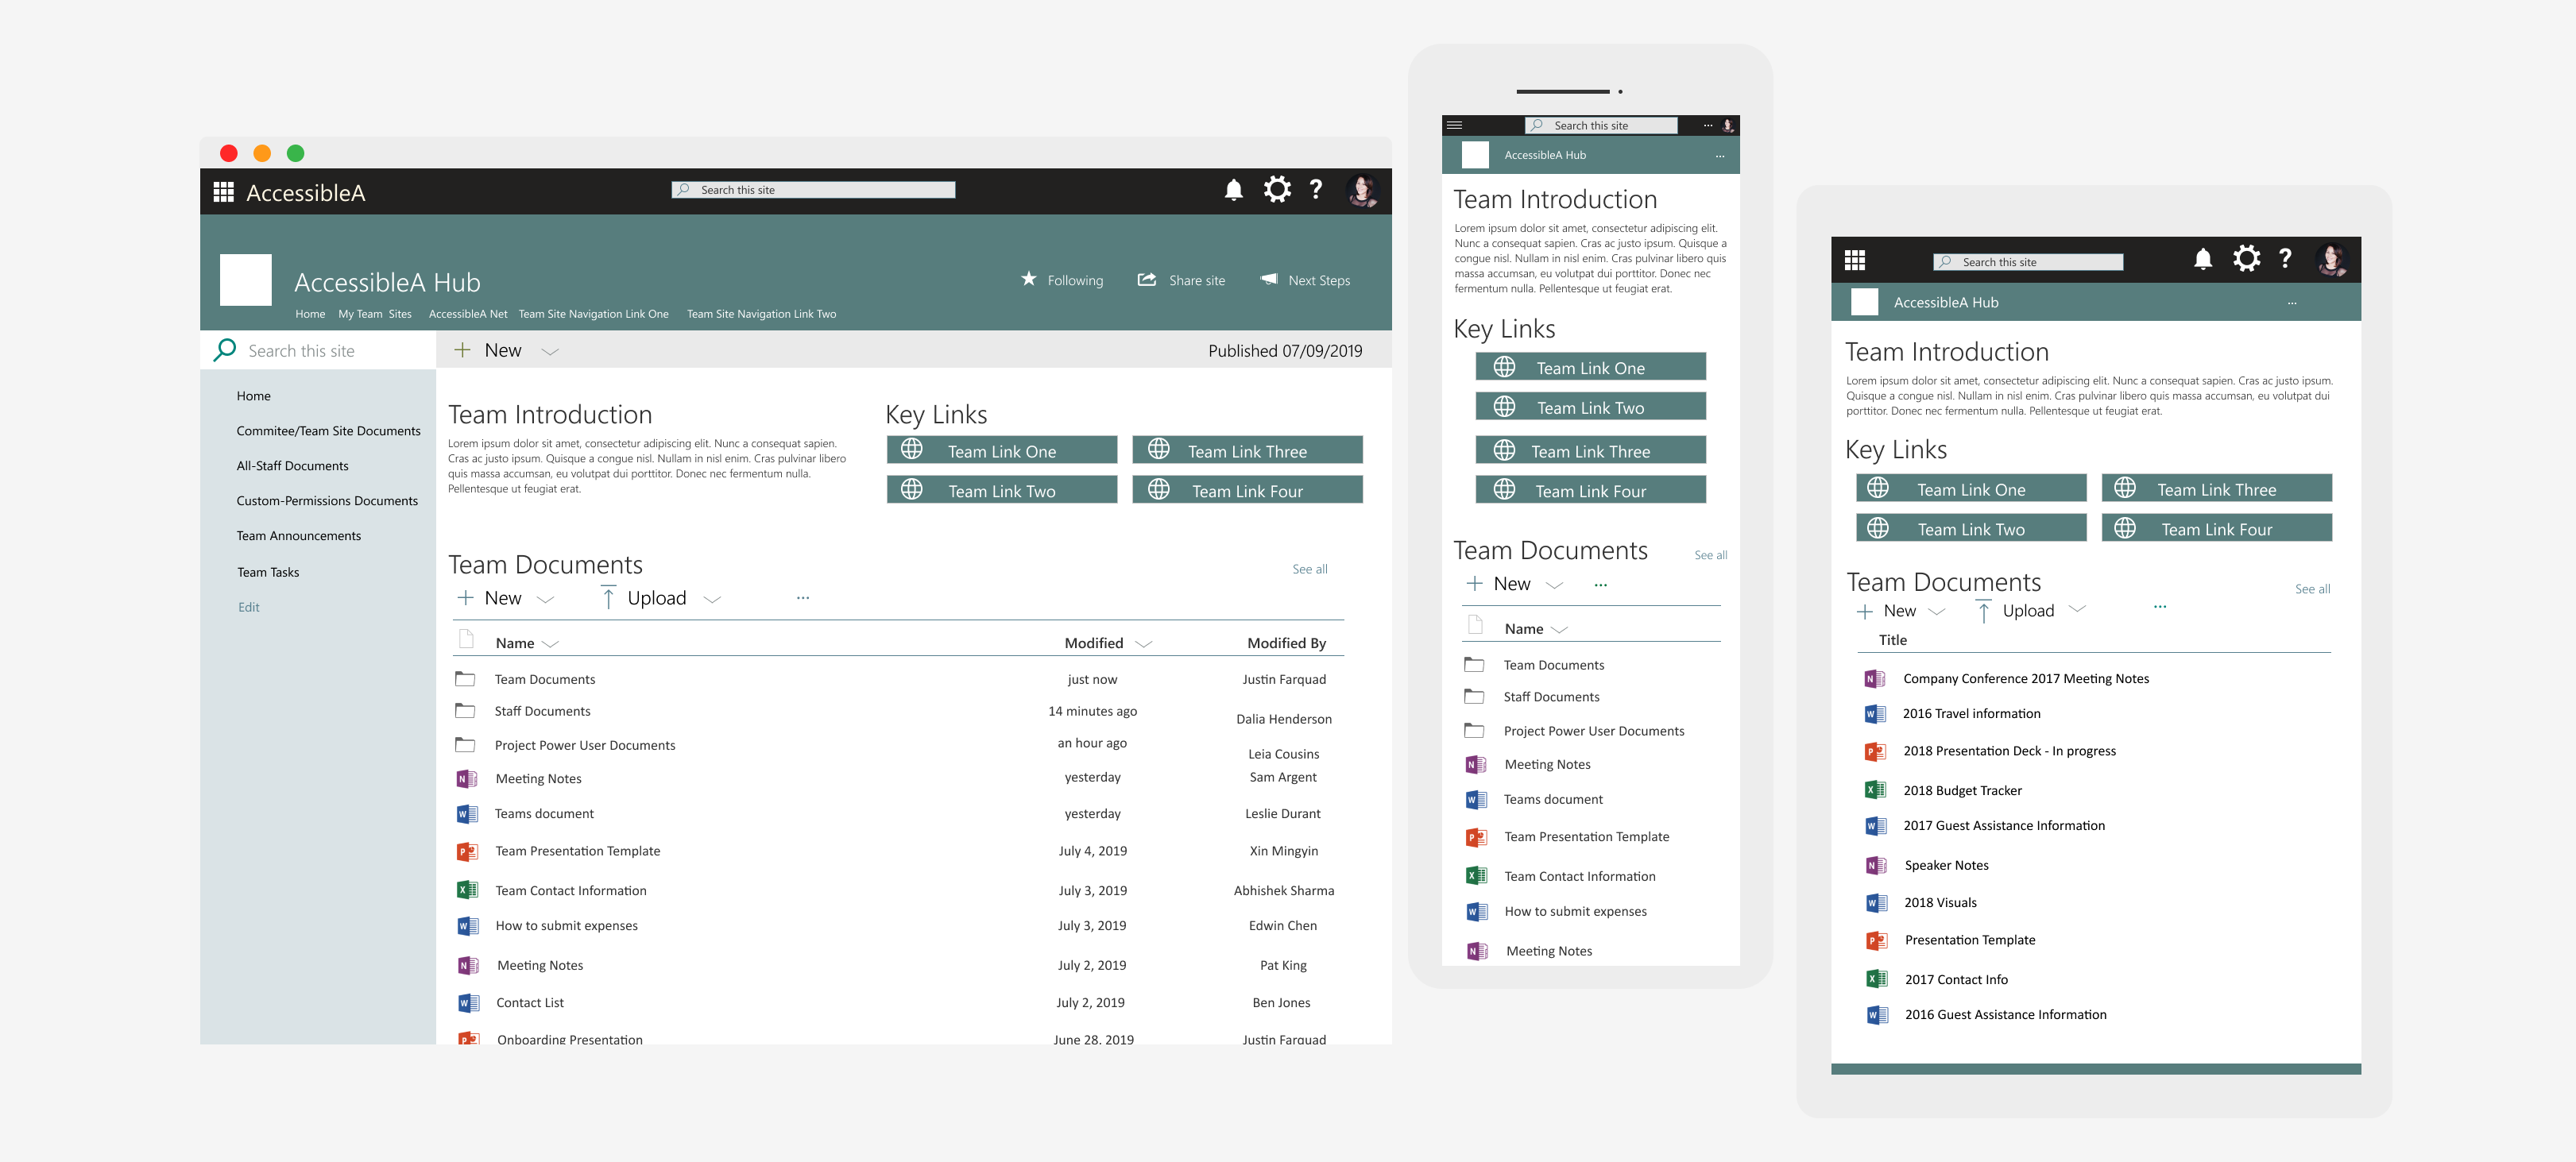 AccessibleA
Search this site
?
AccessibleA Hub
Following
Share site
Next Steps
Home My Team Sites AccessibleA Net Team Site Navigation Link One Team Site Navigation Link Two
Search this site
+ New
Published 07/09/2019
Home
Commitee/Team Site Documents
All-Staff Documents
Custom-Permissions Documents
Team Announcements
Team Tasks
Edit
Team Introduction
Lorem ipsum dolor sit amet, consectetur adipiscing elit. Nunc a consequat sapien.
Cras ac justo ipsum. Quisque a congue nisl. Nullam in nisl enim. Cras pulvinar libero
quis massa accumsan, eu volutpat dui porttitor. Donec nec fermentum nulla.
Pellentesque ut feugiat erat.
Key Links
Team Link One
Team Link Three
Team Link Two
Team Link Four
Team Documents
See all
+ New
Upload
...
Name Modified Modified By
Team Documents just now Justin Farquad
Staff Documents 14 minutes ago Dalia Henderson
Project Power User Documents an hour ago Leia Cousins
N Meeting Notes yesterday Sam Argent
W Teams document yesterday Leslie Durant
P Team Presentation Template July 4, 2019 Xin Mingyin
X Team Contact Information July 3, 2019 Abhishek Sharma
W How to submit expenses July 3, 2019 Edwin Chen
N Meeting Notes July 2, 2019 Pat King
W Contact List July 2, 2019 Ben Jones
P Onboarding Presentation June 28, 2019 Justin Farquad
Search this site
...
AccessibleA Hub
...
Team Introduction
Lorem ipsum dolor sit amet, consectetur adipiscing elit.
Nunc a consequat sapien. Cras ac justo ipsum. Quisque a
congue nisl. Nullam in nisl enim. Cras pulvinar libero quis
massa accumsan, eu volutpat dui porttitor. Donec nec
fermentum nulla. Pellentesque ut feugiat erat.
Key Links
Team Link One
Team Link Two
Team Link Three
Team Link Four
Team Documents
See all
+ New
...
Name
Team Documents
Staff Documents
Project Power User Documents
N Meeting Notes
W Teams document
P Team Presentation Template
X Team Contact Information
W How to submit expenses
N Meeting Notes
Search this site
?
AccessibleA Hub
...
Team Introduction
Lorem ipsum dolor sit amet, consectetur adipiscing elit. Nunc a consequat sapien. Cras ac justo ipsum.
Quisque a congue nisl. Nullam in nisl enim. Cras pulvinar libero quis massa accumsan, eu volutpat dui
porttitor. Donec nec fermentum nulla. Pellentesque ut feugiat erat.
Key Links
Team Link One
Team Link Three
Team Link Two
Team Link Four
Team Documents
See all
+ New
Upload
...
Title
N Company Conference 2017 Meeting Notes
W 2016 Travel information
P 2018 Presentation Deck - In progress
X 2018 Budget Tracker
W 2017 Guest Assistance Information
N Speaker Notes
W 2018 Visuals
P Presentation Template
X 2017 Contact Info
W 2016 Guest Assistance Information